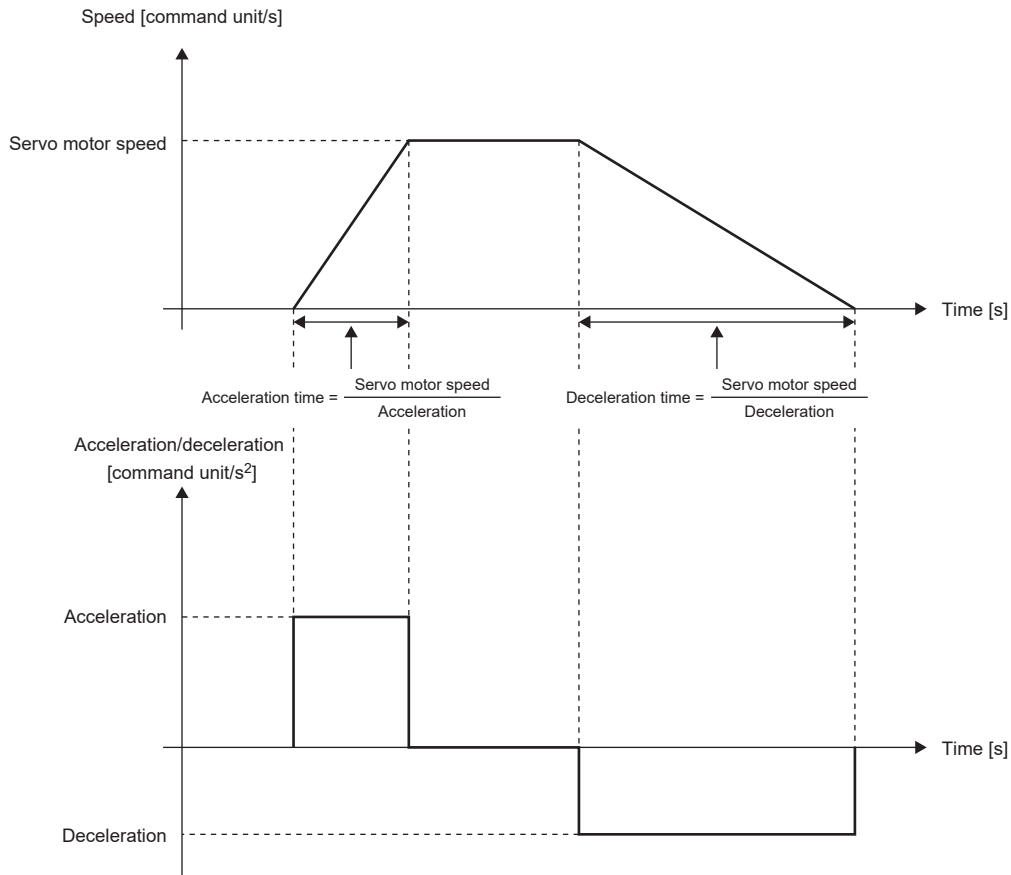 Speed [command unit/s]
Servo motor speed
Time [s]
Acceleration time = Servo motor speed
Acceleration
Deceleration time = Servo motor speed
Deceleration
Acceleration/deceleration
[command unit/s2]
Acceleration
Time [s]
Deceleration